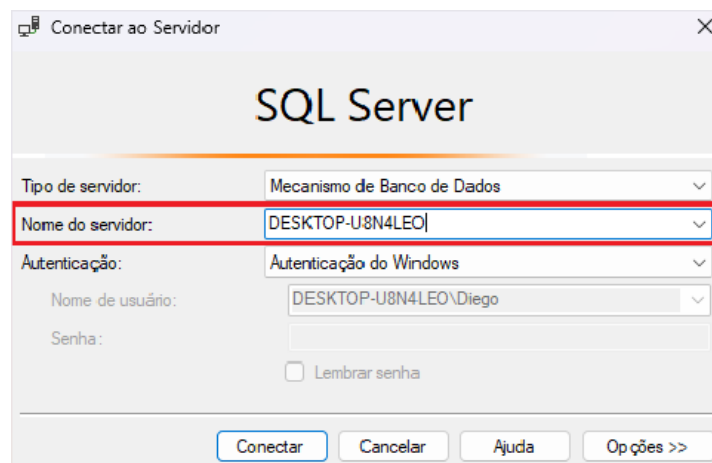 Conectar ao Servidor
SQL Server
Tipo de servidor: Mecanismo de Banco de Dados
Nome do servidor: DESKTOP-U8N4LEO
Autenticação: Autenticação do Windows
Nome de usuário: DESKTOP-U8N4LEO\Diego
Senha:
Lembrar senha
Conectar Cancelar Ajuda Opções >>